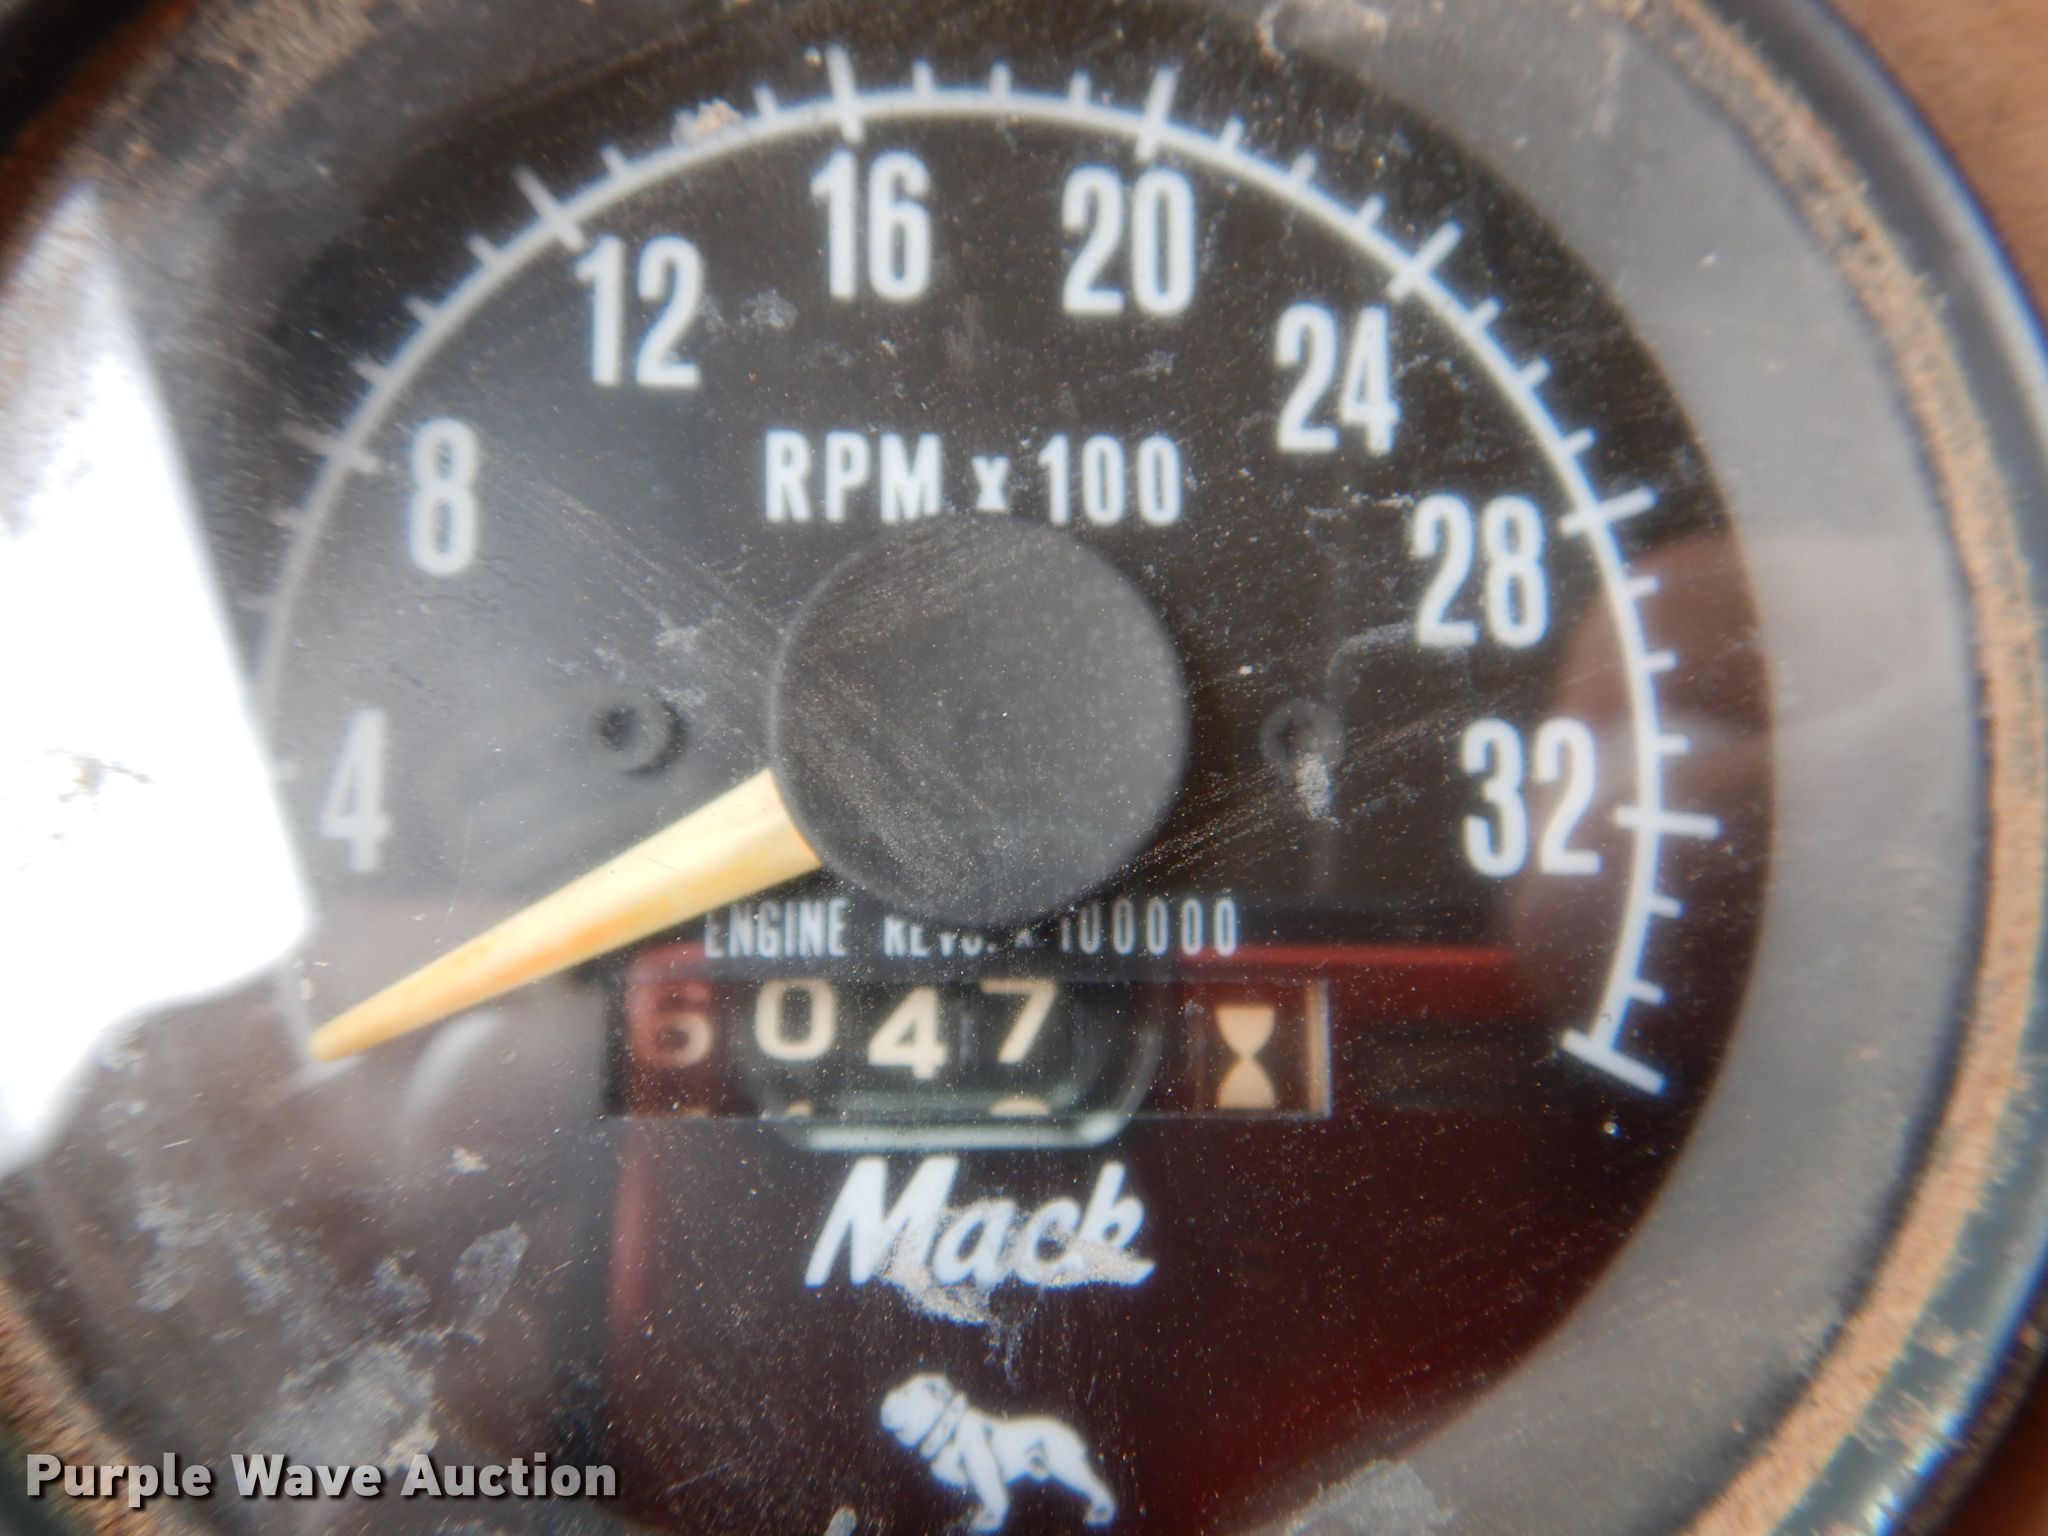 4
8
12
16
20
24
28
32
RPM x 100
ENGINE REVS. x 100000
6047
Mack
Purple Wave Auction